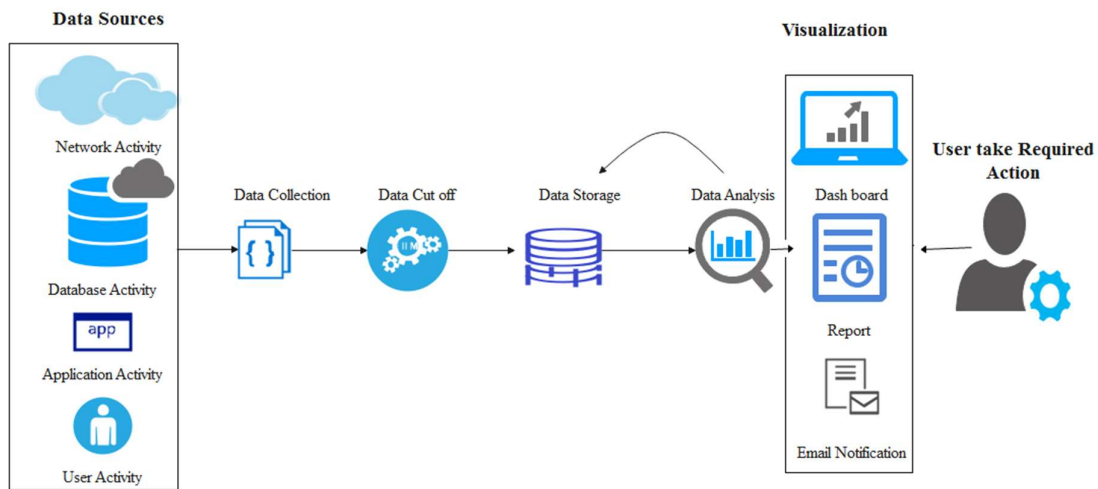 Data Sources
Network Activity
Database Activity
app
Application Activity
User Activity
Data Collection
{ }
Data Cut off
Data Storage
Data Analysis
Visualization
Dash board
Report
Email Notification
User take Required
Action